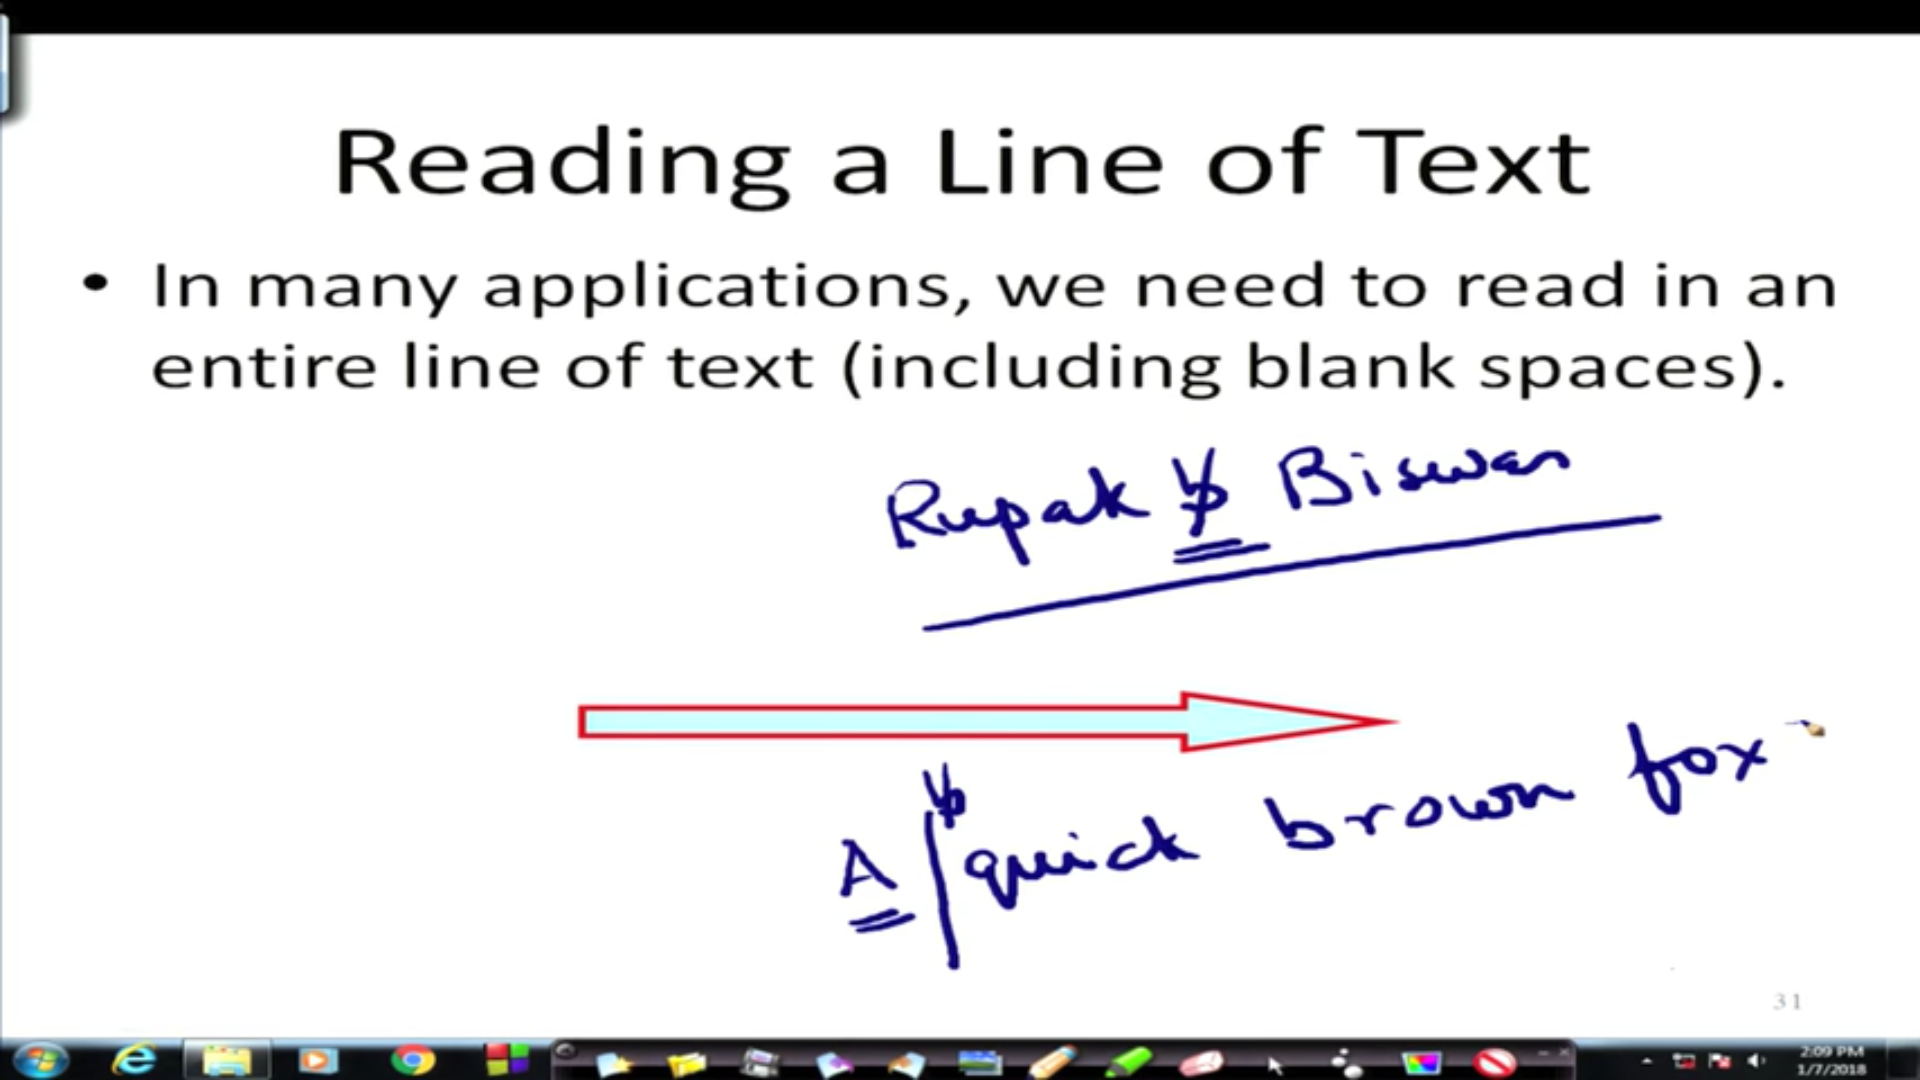 Reading a Line of Text
• In many applications, we need to read in an
entire line of text (including blank spaces).
Rupak ƀ Biswas
ƀ
A quick brown fox
31
2:09 PM
1/7/2018